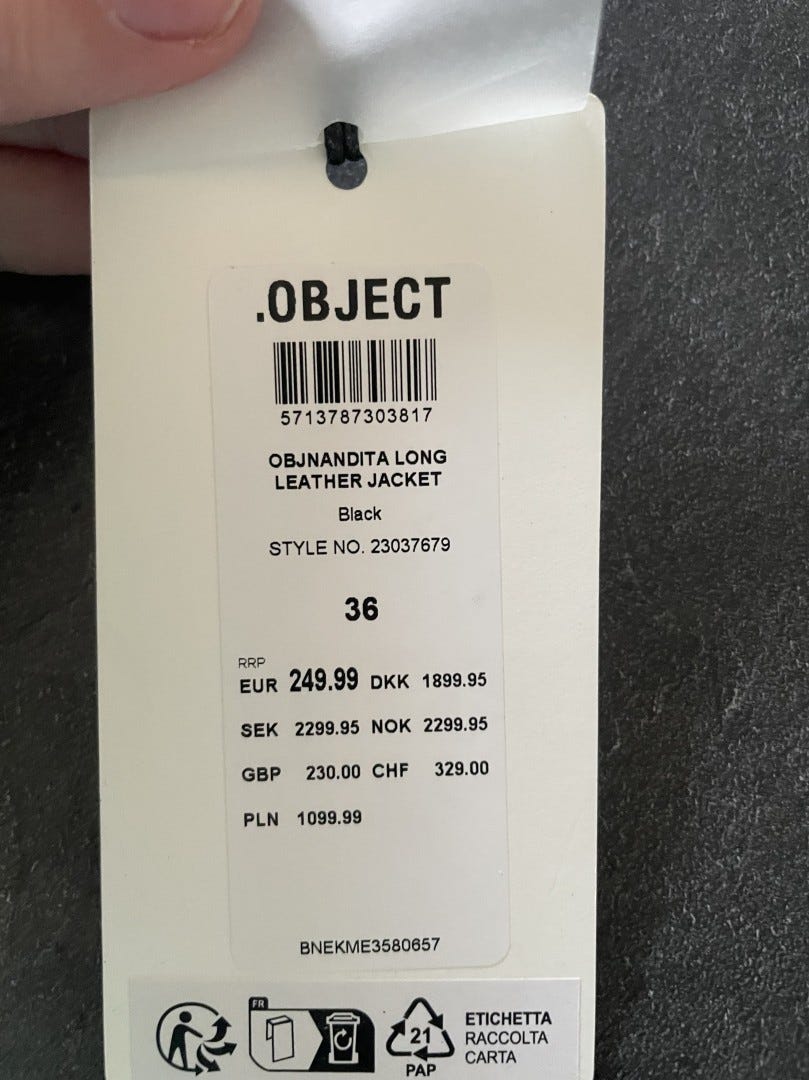 .OBJECT
5713787303817
OBJNANDITA LONG
LEATHER JACKET
Black
STYLE NO. 23037679
36
RRP
EUR 249.99 DKK 1899.95
SEK 2299.95 NOK 2299.95
GBP 230.00 CHF 329.00
PLN 1099.99
BNEKME3580657
FR
21
PAP
ETICHETTA
RACCOLTA
CARTA